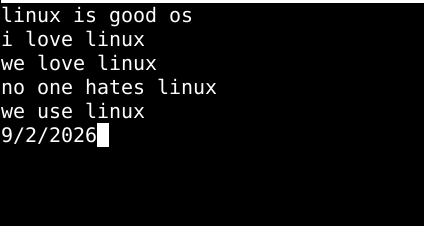 linux is good os
i love linux
we love linux
no one hates linux
we use linux
9/2/2026